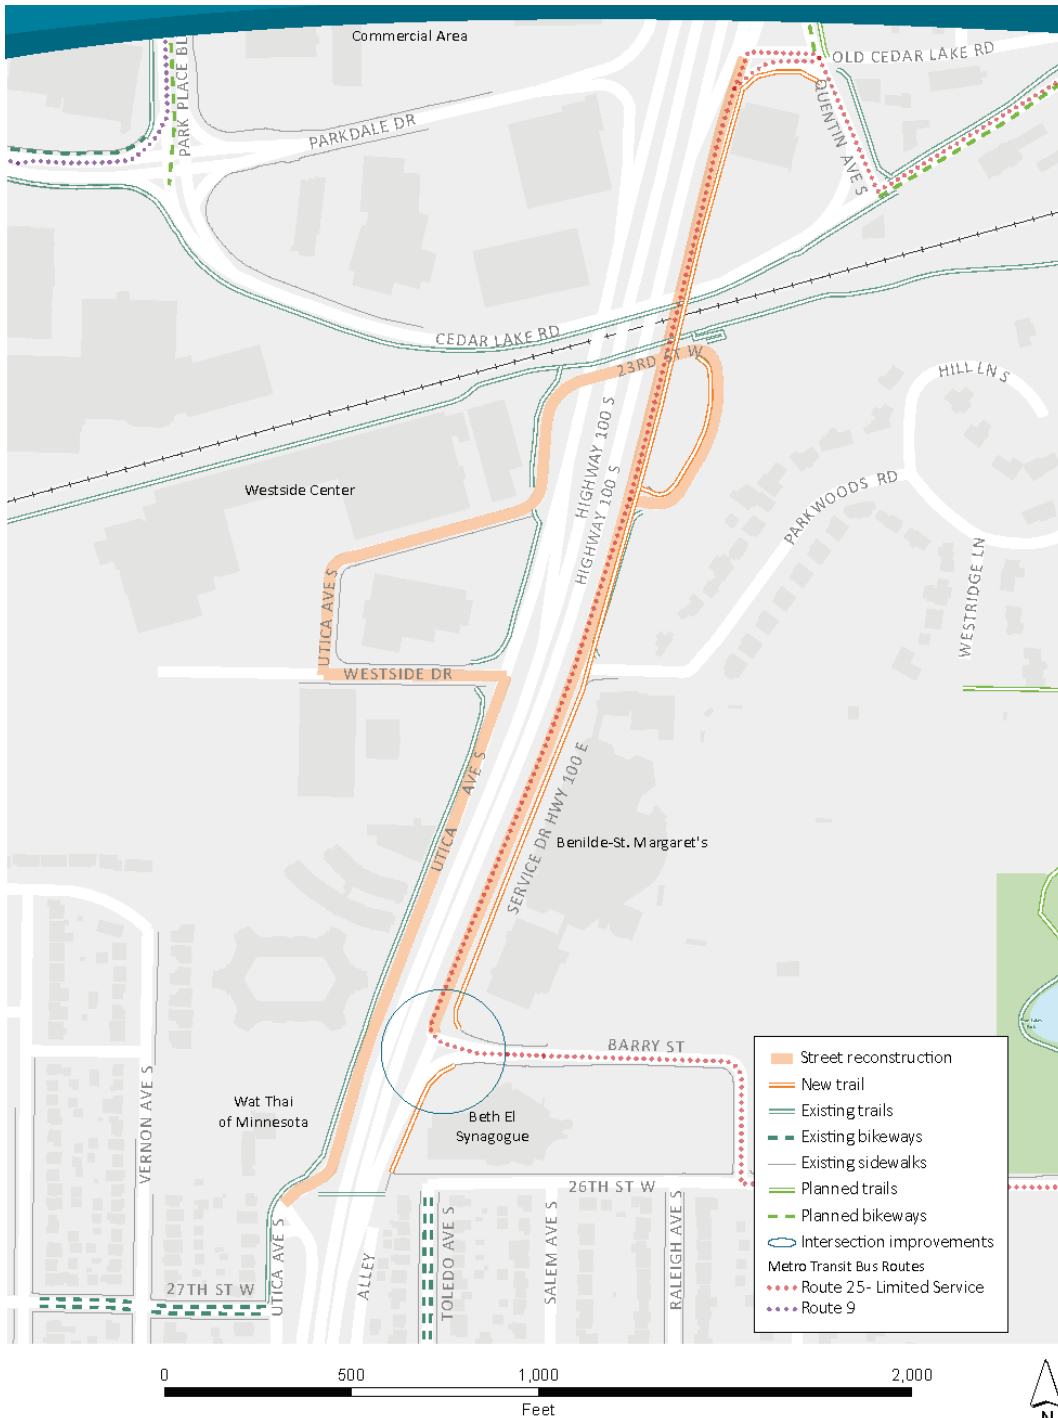 Commercial Area
OLD CEDAR LAKE RD
PARK PLACE BL
PARKDALE DR
QUENTIN AVE S
CEDAR LAKE RD
23RD ST W
HILL LN S
HIGHWAY 100 S
HIGHWAY 100 S
Westside Center
PARKWOODS RD
WESTRIDGE LN
UTICA AVE S
WESTSIDE DR
UTICA AVE S
SERVICE DR HWY 100 E
Benilde-St. Margaret's
BARRY ST
VERNON AVE S
Wat Thai
of Minnesota
Beth El
Synagogue
26TH ST W
UTICA AVE S
ALLEY
TOLEDO AVE S
SALEM AVE S
RALEIGH AVE S
27TH ST W
Street reconstruction
New trail
Existing trails
Existing bikeways
Existing sidewalks
Planned trails
Planned bikeways
Intersection improvements
Metro Transit Bus Routes
Route 25- Limited Service
Route 9
0 500 1,000 2,000
Feet
N